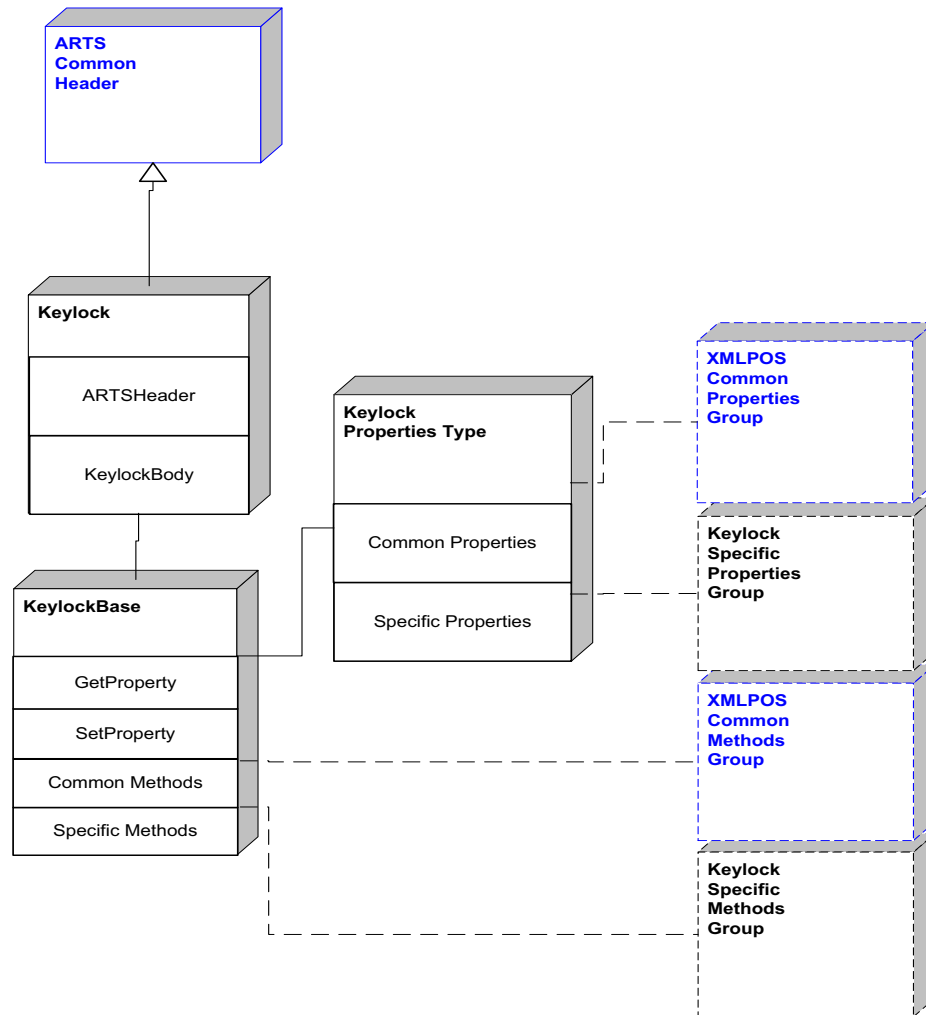 ARTS
Common
Header
Keylock
ARTSHeader
KeylockBody
KeylockBase
GetProperty
SetProperty
Common Methods
Specific Methods
Keylock
Properties Type
Common Properties
Specific Properties
XMLPOS
Common
Properties
Group
Keylock
Specific
Properties
Group
XMLPOS
Common
Methods
Group
Keylock
Specific
Methods
Group